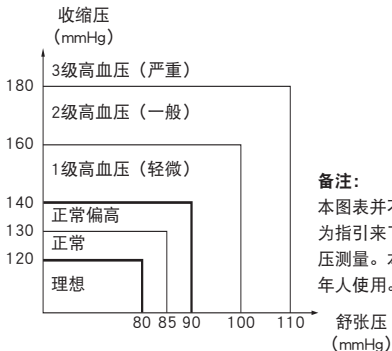 收缩压
（mmHg）
3级高血压（严重）
180
2级高血压（一般）
160
1级高血压（轻微）
140
正常偏高
130
正常
120
理想
80 85 90 100 110
舒张压
（mmHg）
备注：
本图表并
为指引来
压测量。
年人使用。